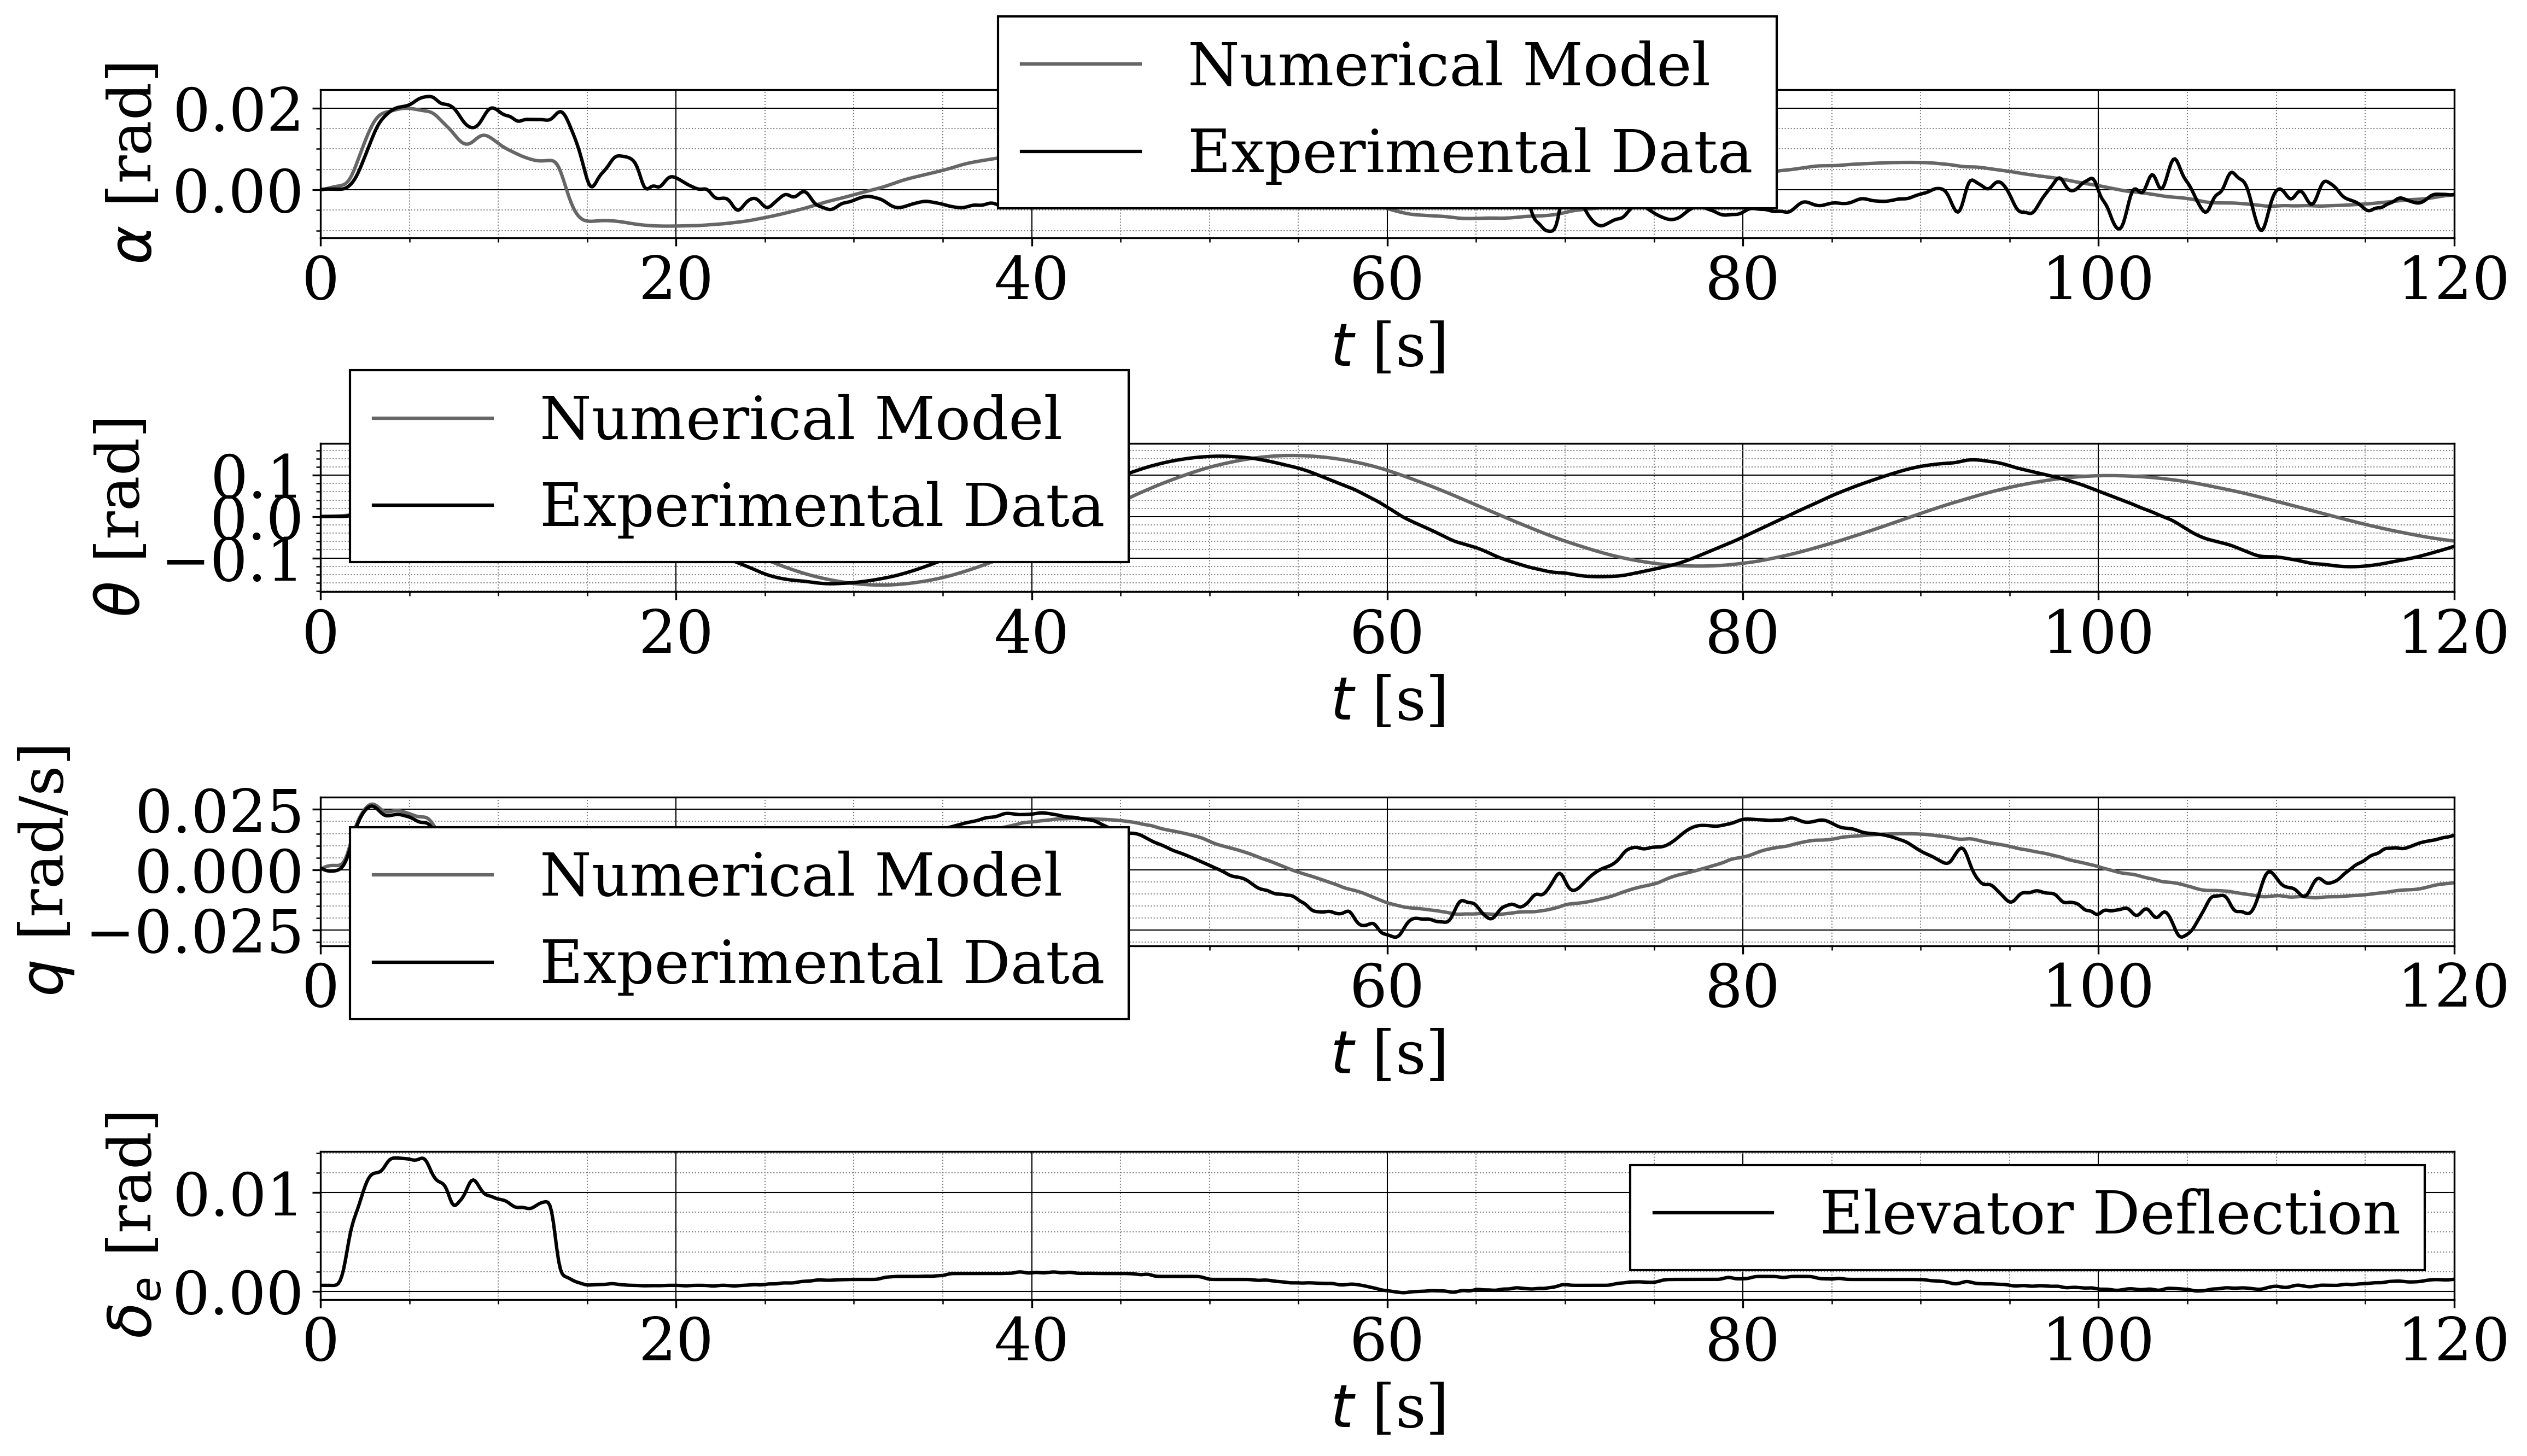 Numerical Model
Experimental Data
α [rad]
0.02
0.00
0 20 40 60 80 100 120
t [s]
Numerical Model
Experimental Data
θ [rad]
0.1
0.0
−0.1
0 20 40 60 80 100 120
t [s]
Numerical Model
Experimental Data
q [rad/s]
0.025
0.000
−0.025
0 60 80 100 120
t [s]
Elevator Deflection
δe [rad]
0.01
0.00
0 20 40 60 80 100 120
t [s]